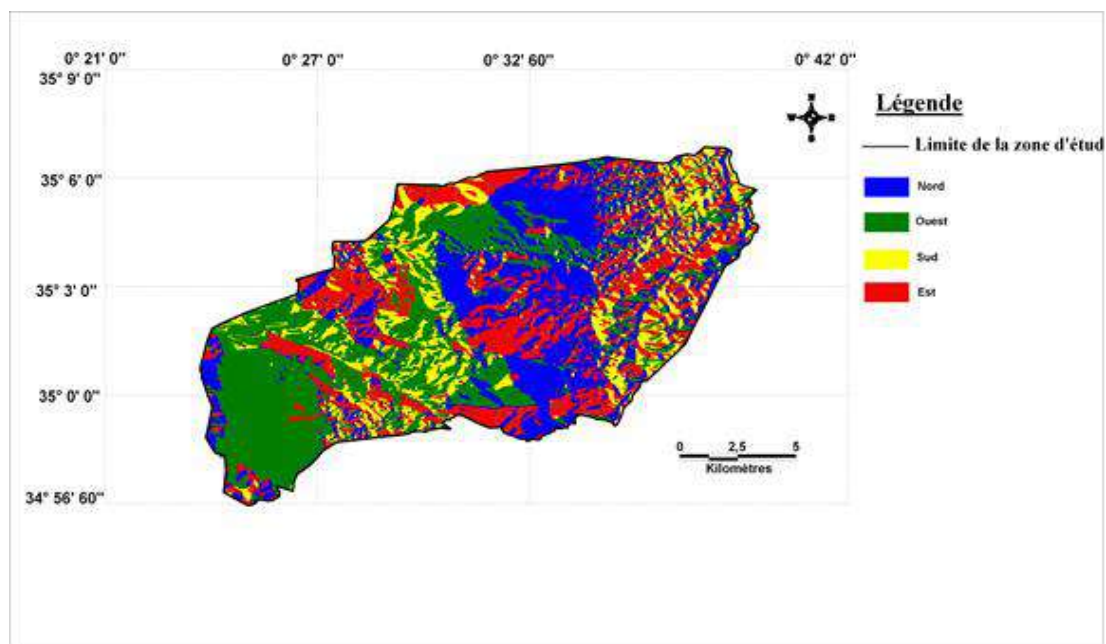 0° 21' 0"
0° 27' 0"
0° 32' 60"
0° 42' 0"
35° 9' 0"
35° 6' 0"
35° 3' 0"
35° 0' 0"
34° 56' 60"
N
W
E
S
Légende
Limite de la zone d'étud
Nord
Ouest
Sud
Est
0 2,5 5
Kilomètres